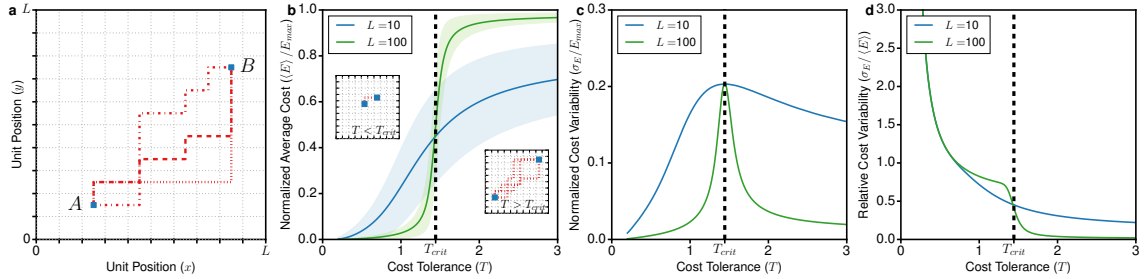 a
L
Unit Position (y)
B
A
0
0
L
Unit Position (x)
b
1.0
0.8
0.6
0.4
0.2
0.0
Normalized Average Cost (⟨E⟩/E_max)
L =10
L =100
T < T_crit
T > T_crit
0
1
T_crit
2
3
Cost Tolerance (T)
c
0.3
0.2
0.1
0.0
Normalized Cost Variability (σ_E/E_max)
L =10
L =100
0
1
T_crit
2
3
Cost Tolerance (T)
d
3.0
2.5
2.0
1.5
1.0
0.5
0.0
Relative Cost Variability (σ_E/⟨E⟩)
L =10
L =100
0
1
T_crit
2
3
Cost Tolerance (T)